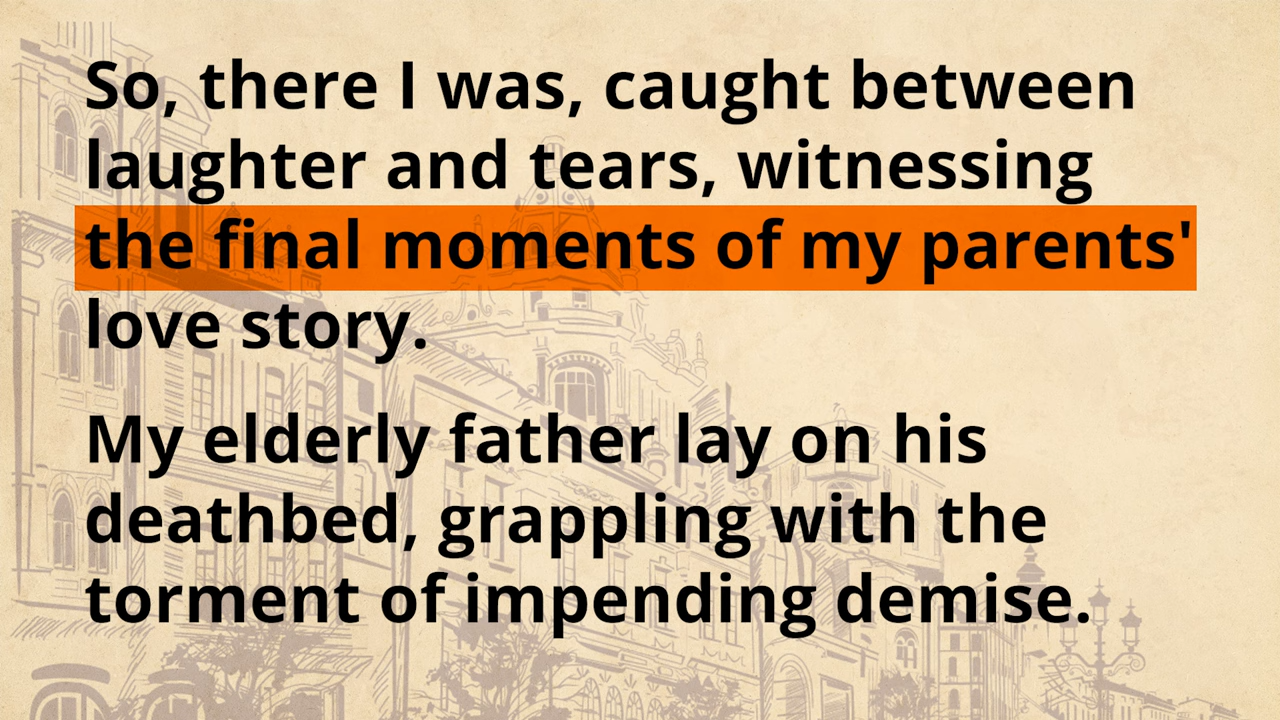 So, there I was, caught between
laughter and tears, witnessing
the final moments of my parents'
love story.
My elderly father lay on his
deathbed, grappling with the
torment of impending demise.